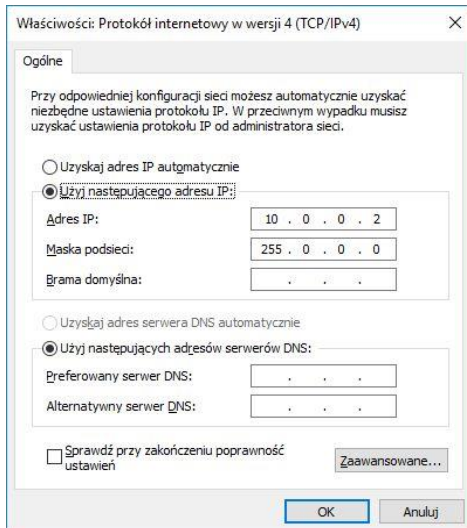 Właściwości: Protokół internetowy w wersji 4 (TCP/IPv4)
Ogólne
Przy odpowiedniej konfiguracji sieci możesz automatycznie uzyskać
niezbędne ustawienia protokołu IP. W przeciwnym wypadku musisz
uzyskać ustawienia protokołu IP od administratora sieci.
Uzyskaj adres IP automatycznie
Użyj następującego adresu IP:
Adres IP: 10 . 0 . 0 . 2
Maska podsieci: 255 . 0 . 0 . 0
Brama domyślna: . . .
Uzyskaj adres serwera DNS automatycznie
Użyj następujących adresów serwerów DNS:
Preferowany serwer DNS: . . .
Alternatywny serwer DNS: . . .
Sprawdź przy zakończeniu poprawność
ustawień
Zaawansowane...
OK Anuluj